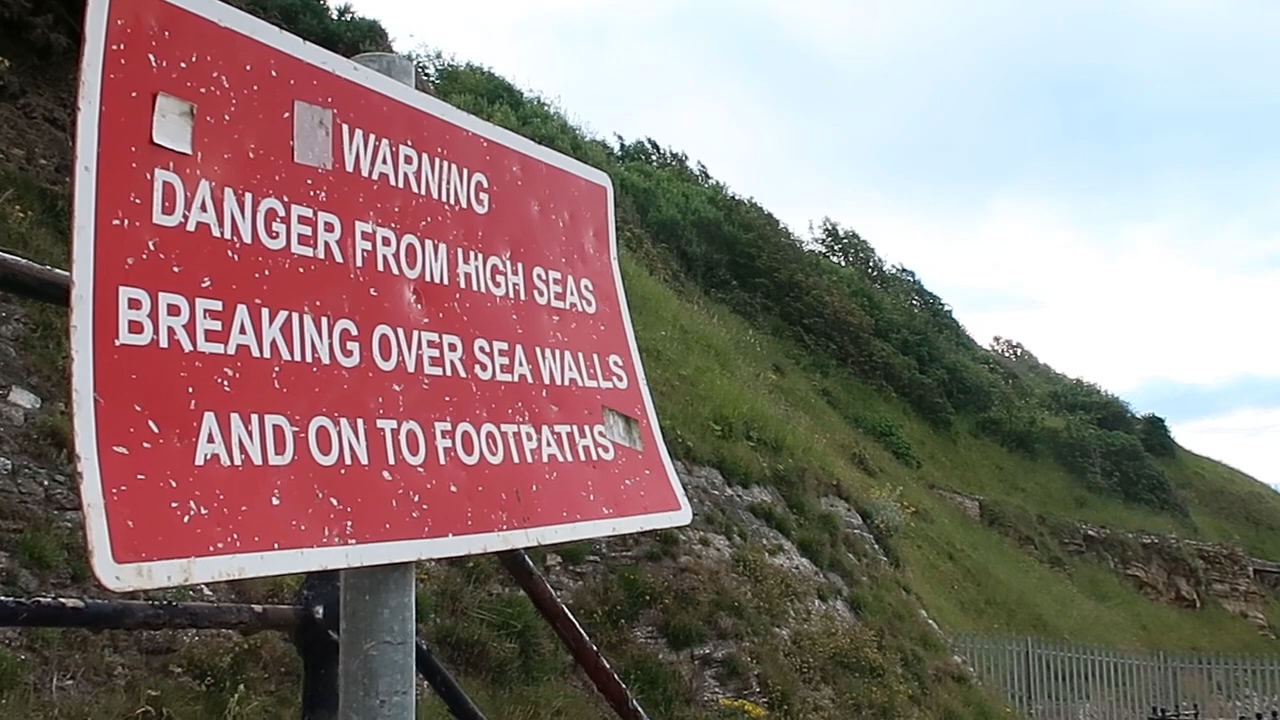 WARNING
DANGER FROM HIGH SEAS
BREAKING OVER SEA WALLS
AND ON TO FOOTPATHS